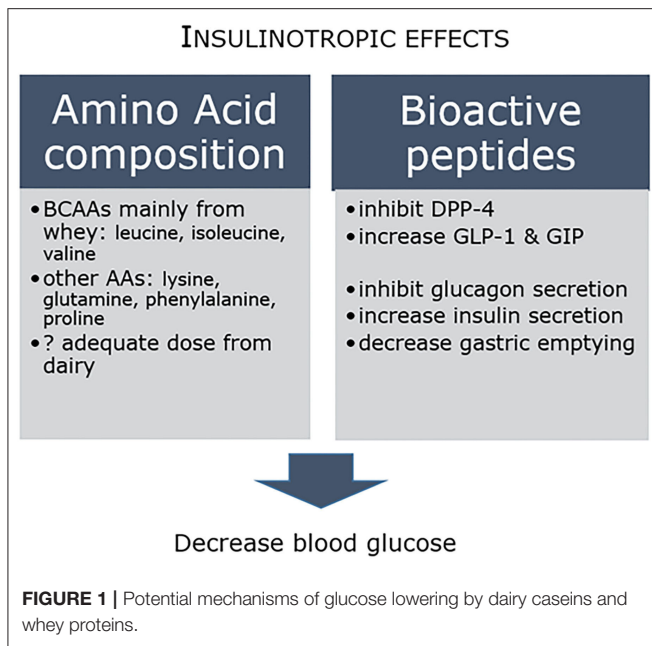 INSULINOTROPIC EFFECTS
Amino Acid
composition
•BCAAs mainly from
whey: leucine, isoleucine,
valine
•other AAs: lysine,
glutamine, phenylalanine,
proline
•? adequate dose from
dairy
Bioactive
peptides
•inhibit DPP-4
•increase GLP-1 & GIP
•inhibit glucagon secretion
•increase insulin secretion
•decrease gastric emptying
Decrease blood glucose
FIGURE 1 | Potential mechanisms of glucose lowering by dairy caseins and
whey proteins.